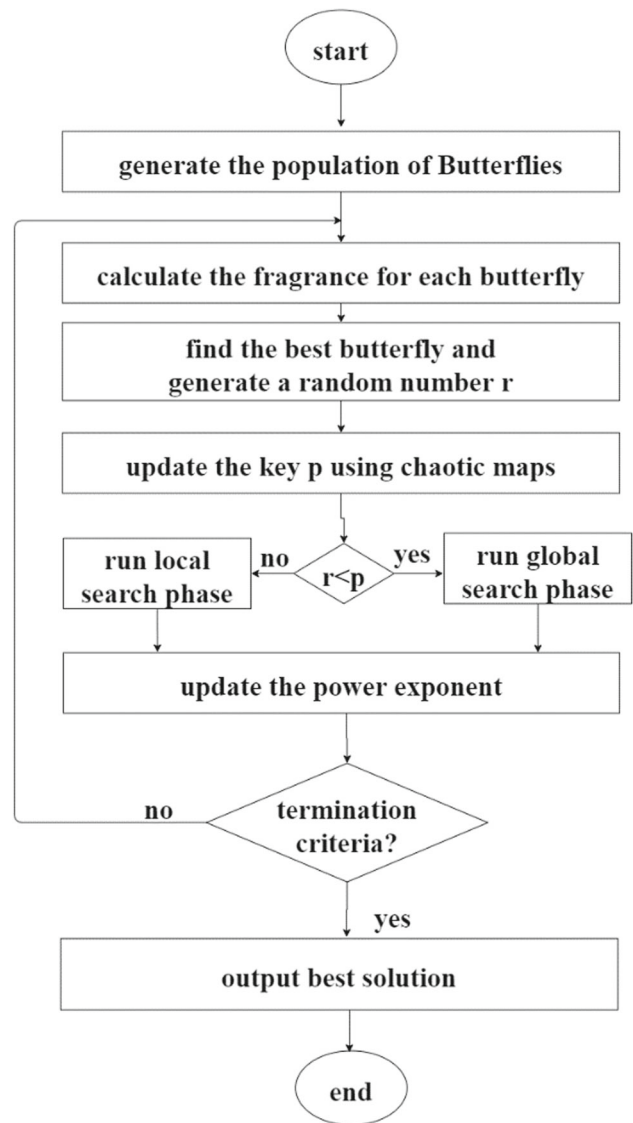 start
generate the population of Butterflies
calculate the fragrance for each butterfly
find the best butterfly and
generate a random number r
update the key p using chaotic maps
run local
search phase
no
r<p
yes
run global
search phase
update the power exponent
no
termination
criteria?
yes
output best solution
end